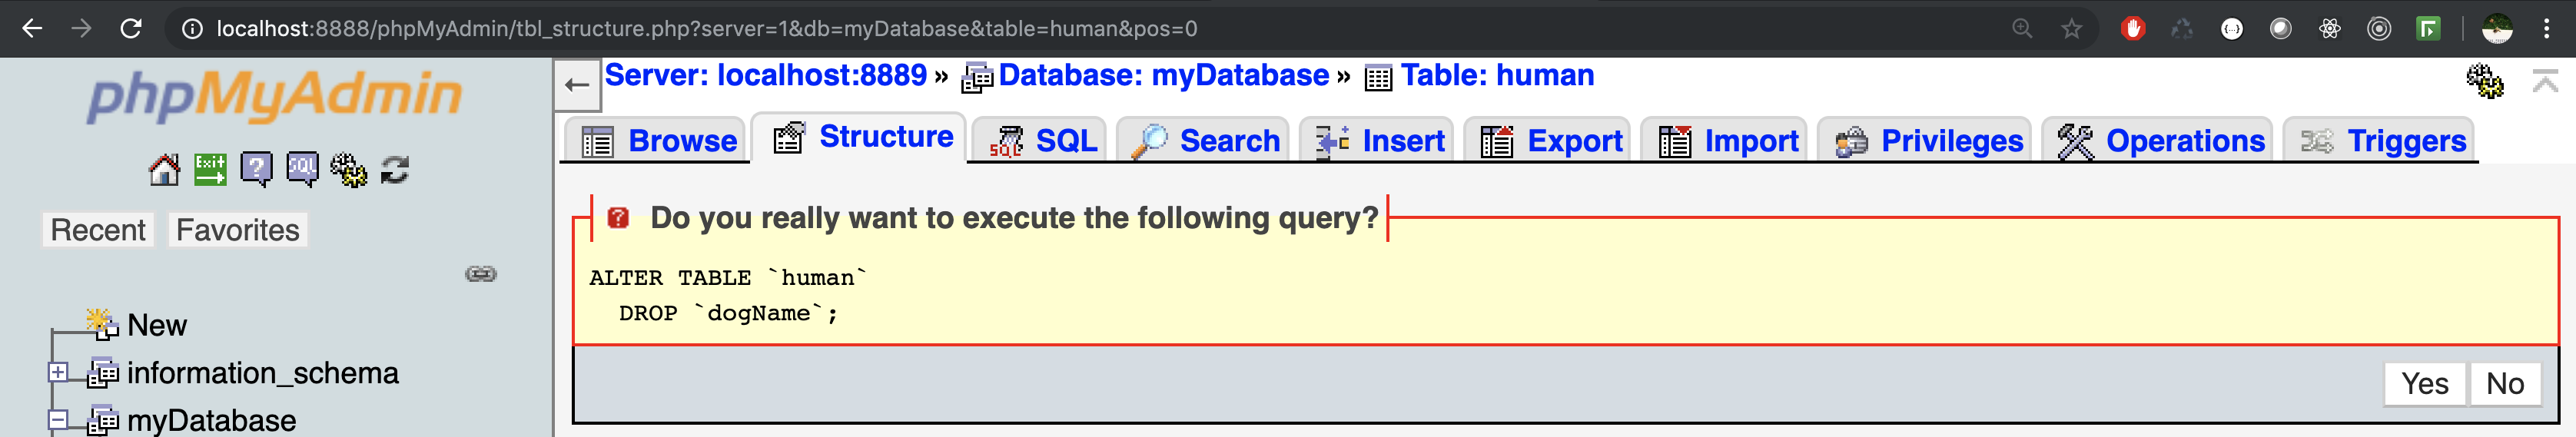 localhost:8888/phpMyAdmin/tbl_structure.php?server=1&db=myDatabase&table=human&pos=0
phpMyAdmin
Exit ? SQL
Recent Favorites
New
information_schema
myDatabase
Server: localhost:8889 » Database: myDatabase » Table: human
Browse Structure SQL Search Insert Export Import Privileges Operations Triggers
Do you really want to execute the following query?
ALTER TABLE `human`
DROP `dogName`;
Yes No